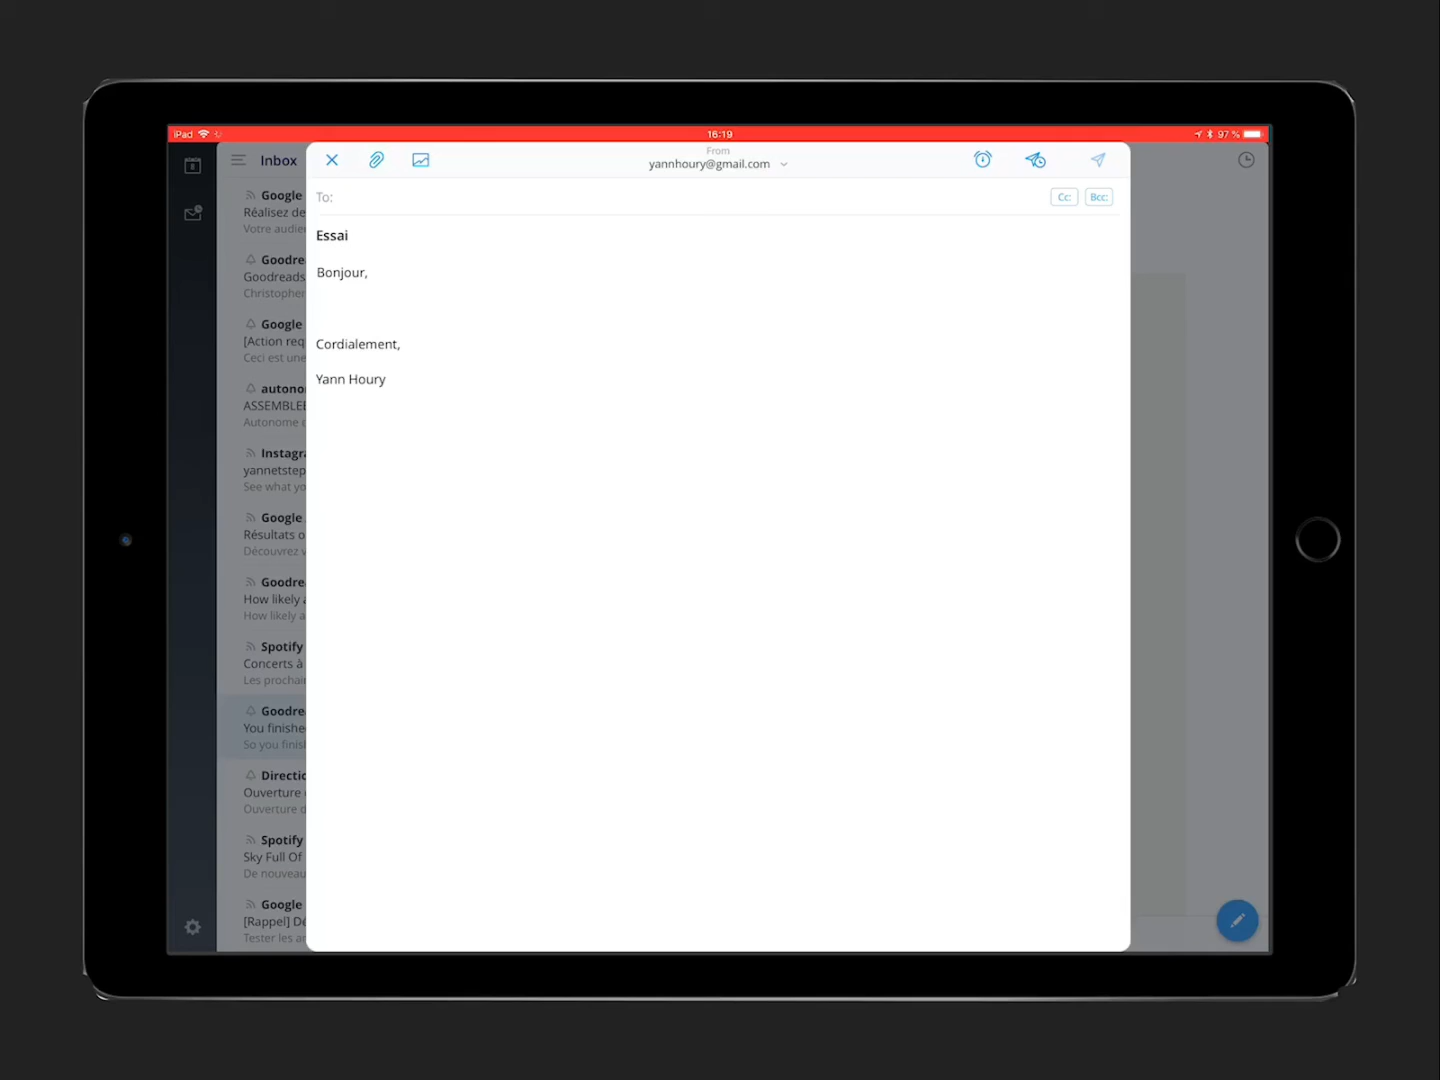 iPad
16:19
97 %
8
Inbox
From
yannhoury@gmail.com
To:
Cc:
Bcc:
Essai
Bonjour,
Cordialement,
Yann Houry
Google
Réalisez de
Votre audie
Goodre
Goodreads
Christopher
Google
[Action req
Ceci est une
autono
ASSEMBLEE
Autonome d
Instagr
yannetstep
See what yo
Google
Résultats o
Découvrez v
Goodre
How likely a
How likely a
Spotify
Concerts à
Les prochai
Goodre
You finishe
So you finis
Directio
Ouverture
Ouverture d
Spotify
Sky Full Of
De nouveau
Google
[Rappel] Dé
Tester les a